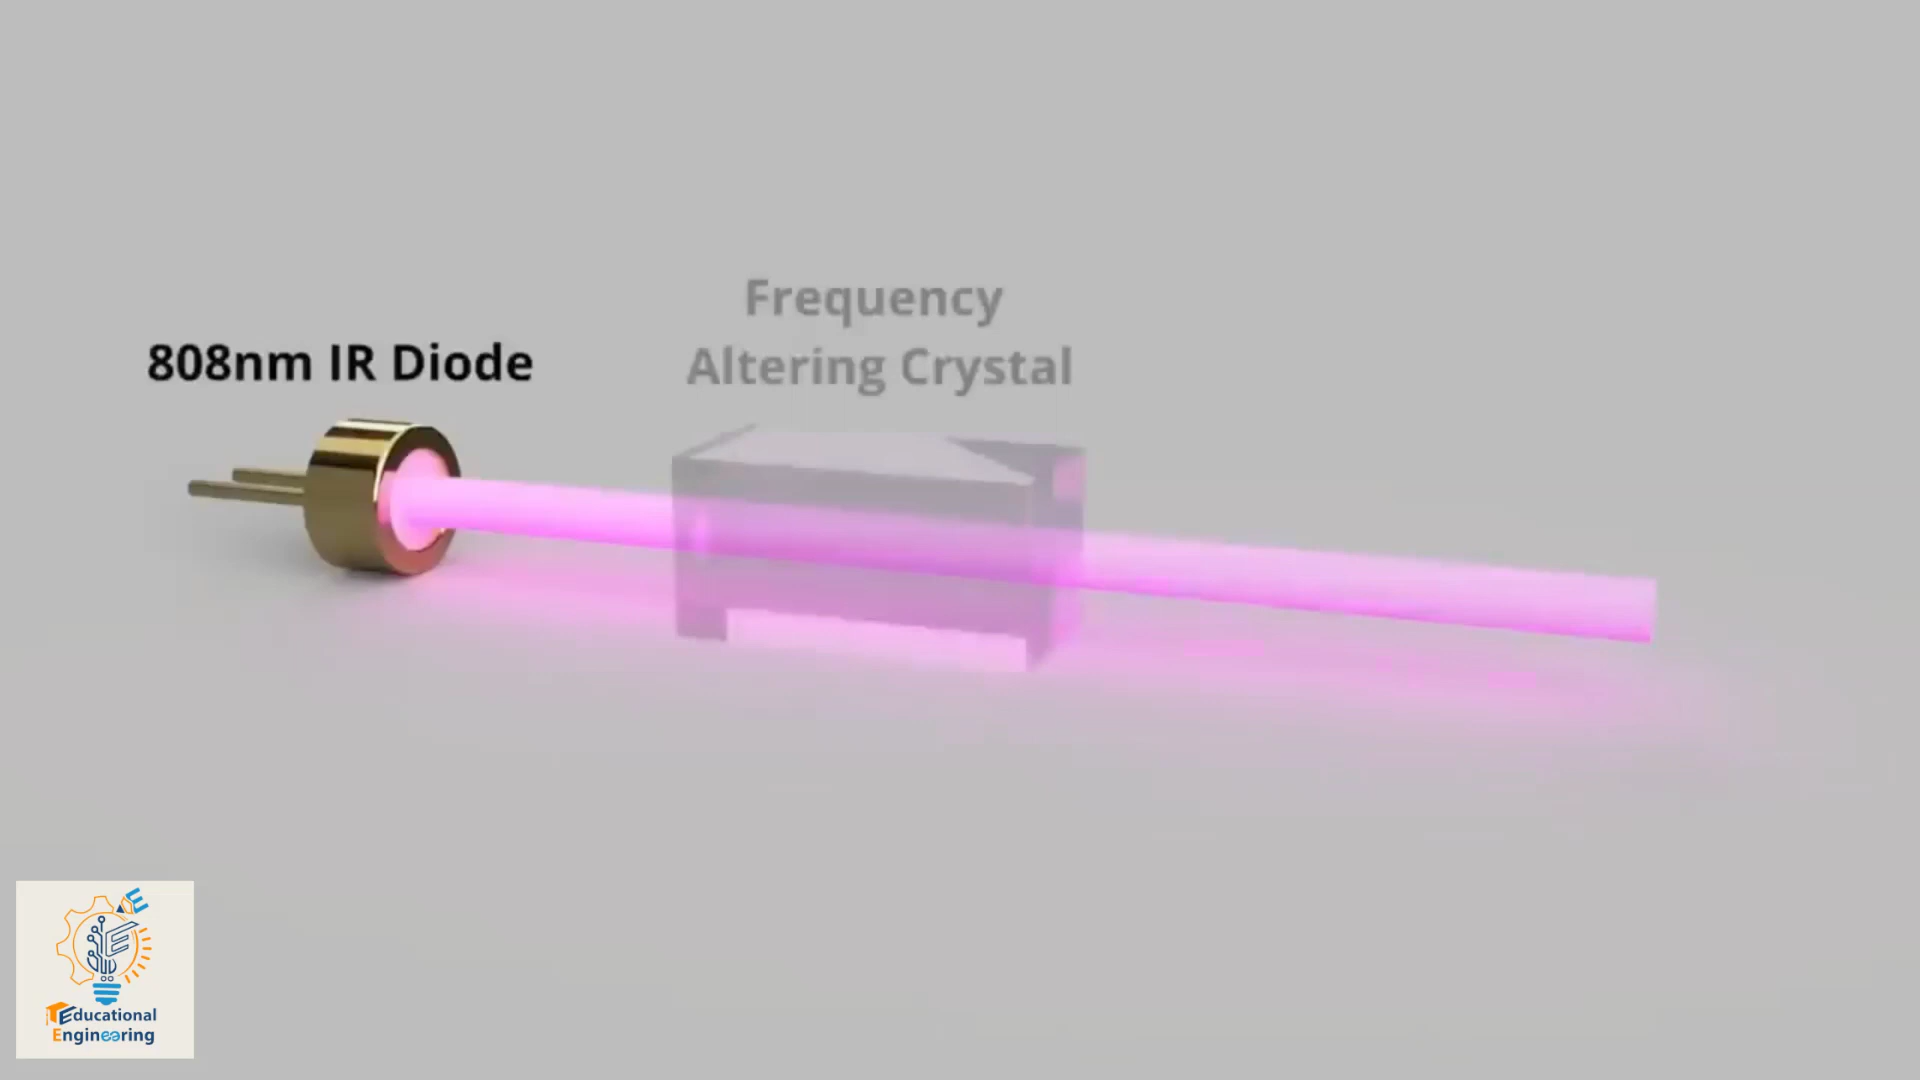 808nm IR Diode
Frequency
Altering Crystal
Educational
Engineering